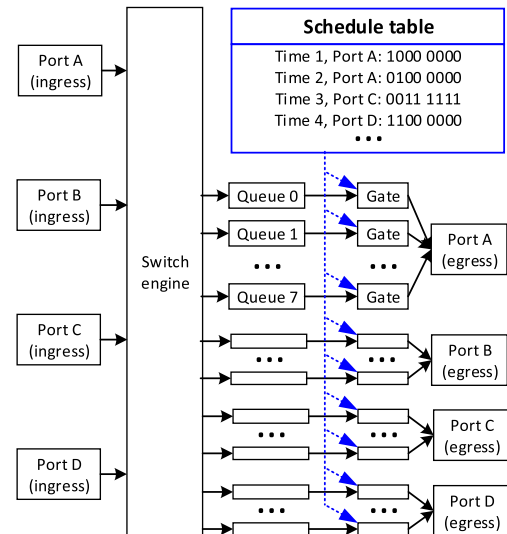 Schedule table
Time 1, Port A: 1000 0000
Time 2, Port A: 0100 0000
Time 3, Port C: 0011 1111
Time 4, Port D: 1100 0000
...
Port A
(ingress)
Port B
(ingress)
Port C
(ingress)
Port D
(ingress)
Switch
engine
Queue 0
Gate
Queue 1
Gate
...
...
Queue 7
Gate
Port A
(egress)
...
...
Port B
(egress)
...
...
Port C
(egress)
...
...
Port D
(egress)